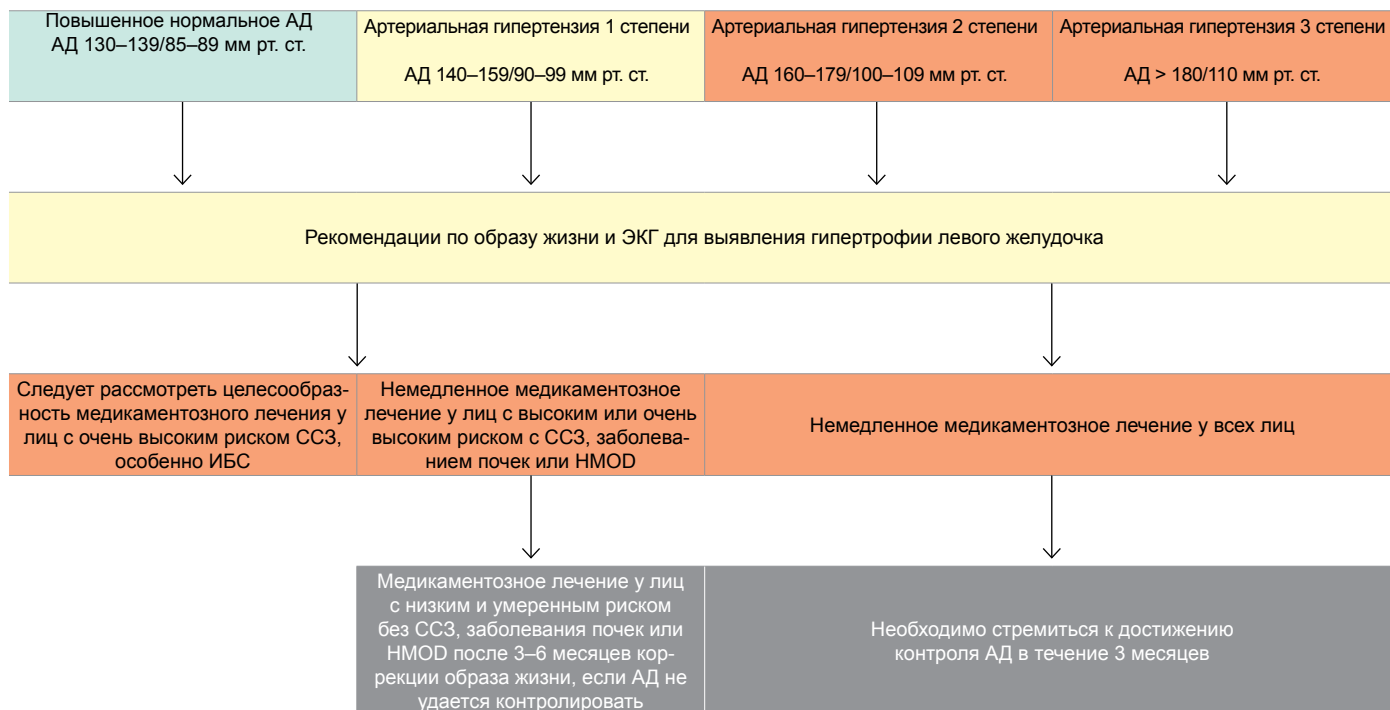 Повышенное нормальное АД
АД 130–139/85–89 мм рт. ст.
Артериальная гипертензия 1 степени
АД 140–159/90–99 мм рт. ст.
Артериальная гипертензия 2 степени
АД 160–179/100–109 мм рт. ст.
Артериальная гипертензия 3 степени
АД > 180/110 мм рт. ст.
Рекомендации по образу жизни и ЭКГ для выявления гипертрофии левого желудочка
Следует рассмотреть целесообраз-
ность медикаментозного лечения у
лиц с очень высоким риском ССЗ,
особенно ИБС
Немедленное медикаментозное
лечение у лиц с высоким или очень
высоким риском с ССЗ, заболева-
нием почек или HMOD
Немедленное медикаментозное лечение у всех лиц
Медикаментозное лечение у лиц
с низким и умеренным риском
без ССЗ, заболевания почек или
HMOD после 3–6 месяцев кор-
рекции образа жизни, если АД не
удается контролировать
Необходимо стремиться к достижению
контроля АД в течение 3 месяцев